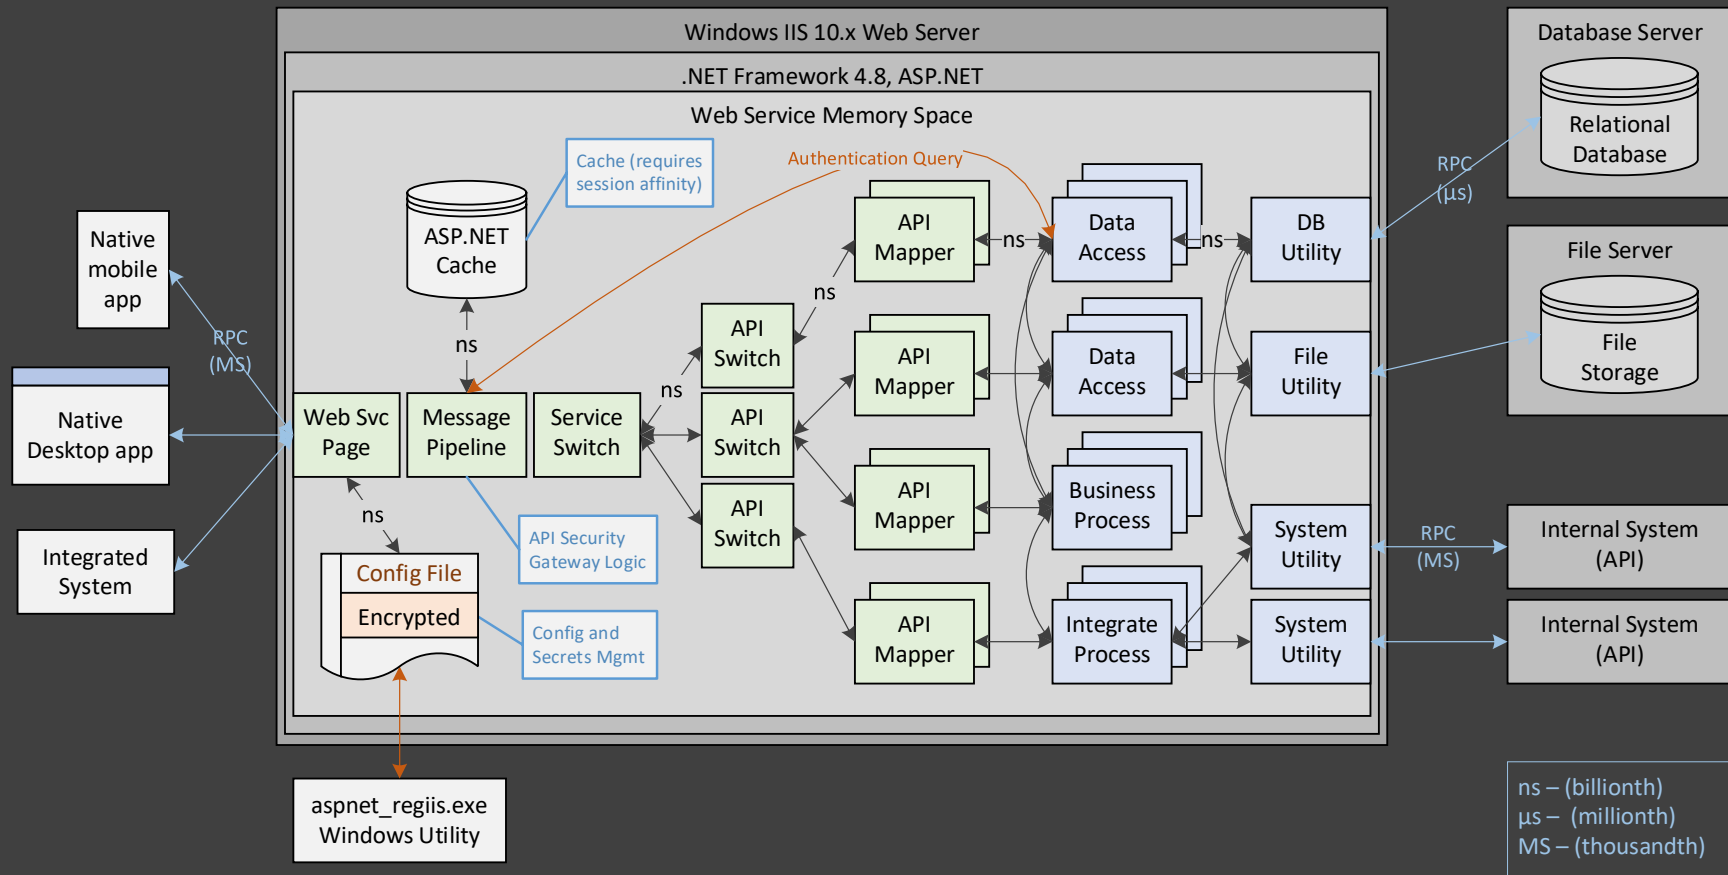 Windows IIS 10.x Web Server
.NET Framework 4.8, ASP.NET
Web Service Memory Space
Database Server
Relational
Database
File Server
File
Storage
Internal System
(API)
Internal System
(API)
Native
mobile
app
Native
Desktop app
Integrated
System
RPC
(MS)
Cache (requires
session affinity)
Authentication Query
ASP.NET
Cache
ns
Web Svc
Page
Message
Pipeline
Service
Switch
ns
Config File
Encrypted
API Security
Gateway Logic
Config and
Secrets Mgmt
aspnet_regiis.exe
Windows Utility
ns
API
Switch
API
Switch
API
Switch
ns
API
Mapper
API
Mapper
API
Mapper
API
Mapper
ns
Data
Access
Data
Access
Business
Process
Integrate
Process
ns
DB
Utility
File
Utility
System
Utility
System
Utility
RPC
(µs)
RPC
(MS)
ns – (billionth)
µs – (millionth)
MS – (thousandth)